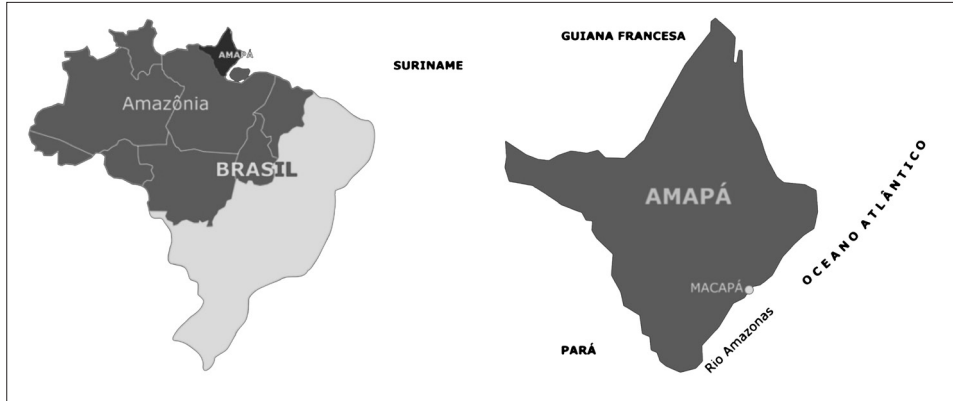 AMAPÁ
Amazônia
BRASIL
SURINAME
GUIANA FRANCESA
AMAPÁ
OCEANO ATLÂNTICO
MACAPÁ
Rio Amazonas
PARÁ